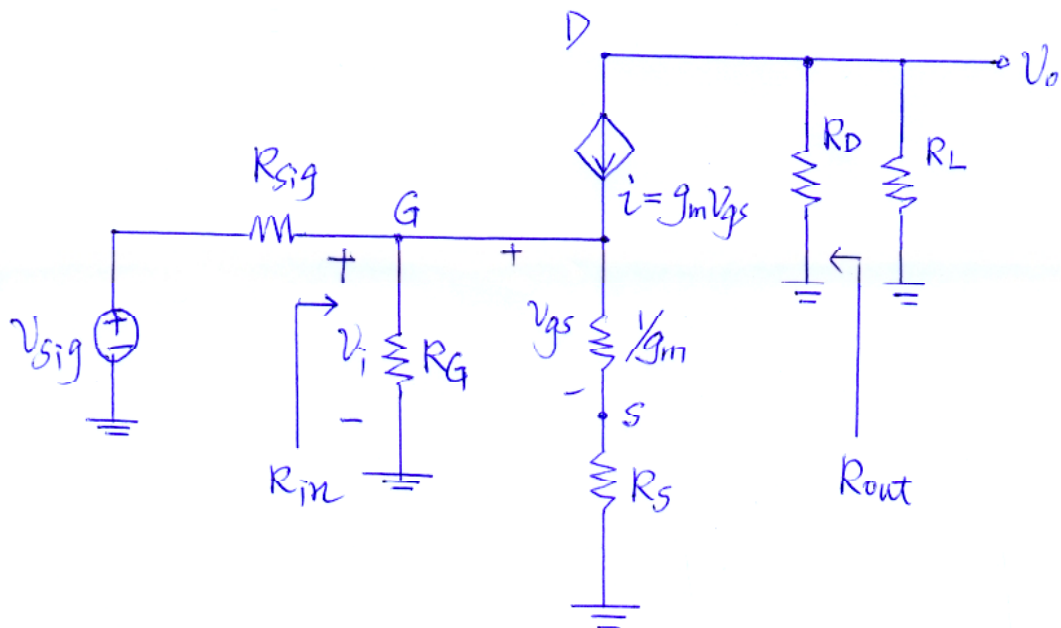 D
Vo
RD
RL
Rsig
G
i = gmVgs
+
+
Vsig
+
-
Vi
RG
-
vgs
1/gm
-
S
Rin
RS
Rout